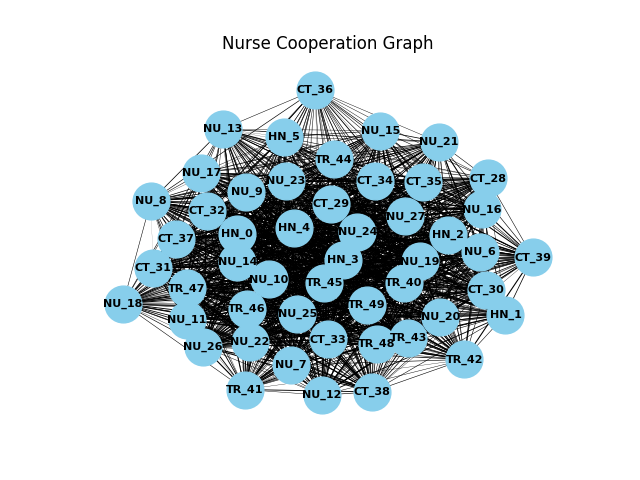 Nurse Cooperation Graph
CT_36
NU_13
HN_5
NU_15
NU_21
TR_44
NU_17
NU_9
NU_23
CT_34
CT_35
CT_28
NU_8
CT_32
CT_29
NU_27
NU_16
CT_37
HN_0
HN_4
NU_24
HN_2
NU_6
CT_39
CT_31
NU_14
NU_10
HN_3
NU_19
TR_45
TR_40
NU_18
TR_47
CT_30
NU_11
TR_46
NU_25
TR_49
NU_20
HN_1
NU_26
NU_22
CT_33
TR_48
TR_43
TR_42
NU_7
TR_41
NU_12
CT_38